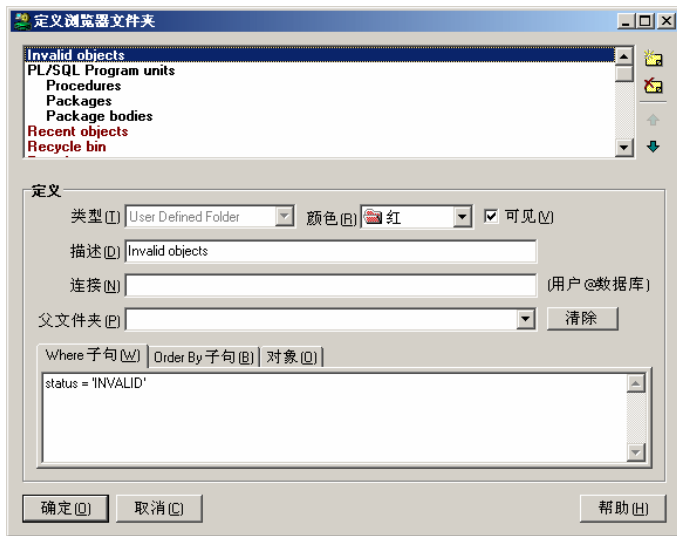 定义浏览器文件夹
Invalid objects
PL/SQL Program units
Procedures
Packages
Package bodies
Recent objects
Recycle bin
定义
类型(T) User Defined Folder 颜色(R) 红 可见(V)
描述(D) Invalid objects
连接(N) (用户@数据库)
父文件夹(P) 清除
Where 子句(W) Order By 子句(B) 对象(O)
status = 'INVALID'
确定(O) 取消(C) 帮助(H)